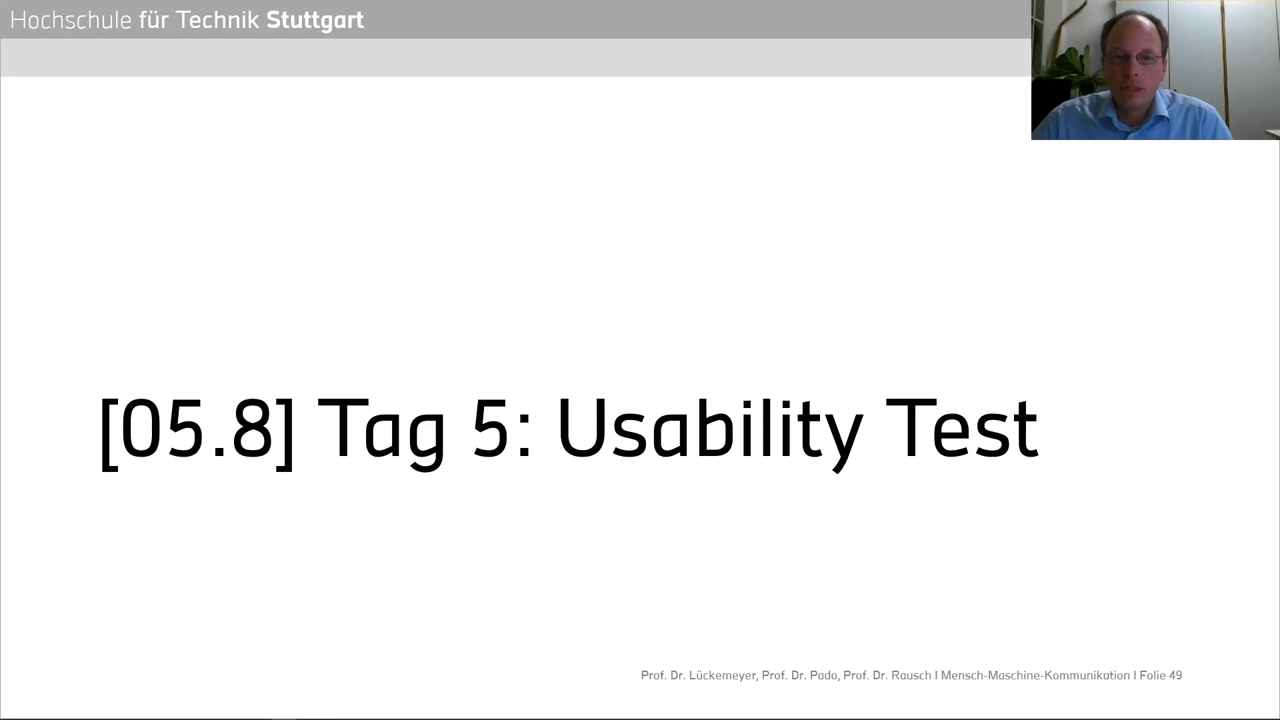 Hochschule für Technik Stuttgart
[05.8] Tag 5: Usability Test
Prof. Dr. Lückemeyer, Prof. Dr. Pado, Prof. Dr. Rausch I Mensch-Maschine-Kommunikation I Folie 49